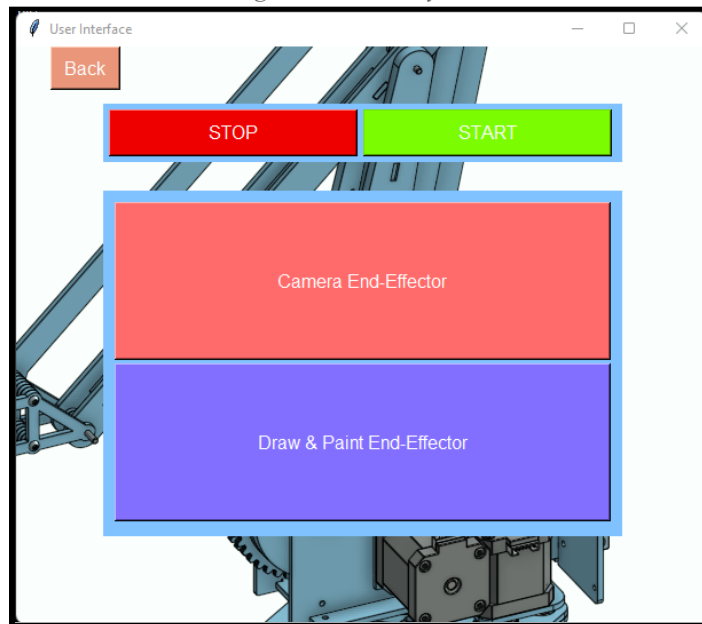 User Interface
Back
STOP
START
Camera End-Effector
Draw & Paint End-Effector